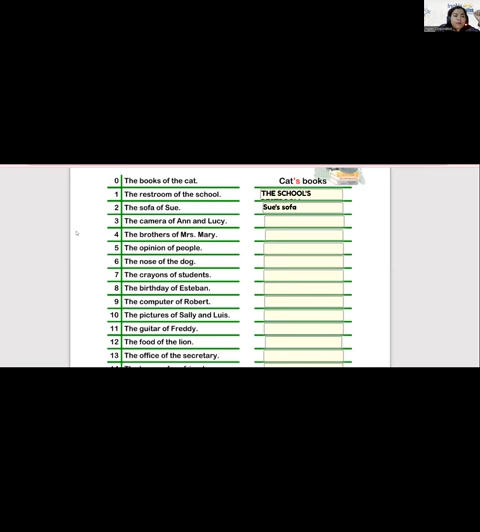 Cat's books
0 The books of the cat.
1 The restroom of the school. THE SCHOOL'S
2 The sofa of Sue. Sue's sofa
3 The camera of Ann and Lucy.
4 The brothers of Mrs. Mary.
5 The opinion of people.
6 The nose of the dog.
7 The crayons of students.
8 The birthday of Esteban.
9 The computer of Robert.
10 The pictures of Sally and Luis.
11 The guitar of Freddy.
12 The food of the lion.
13 The office of the secretary.